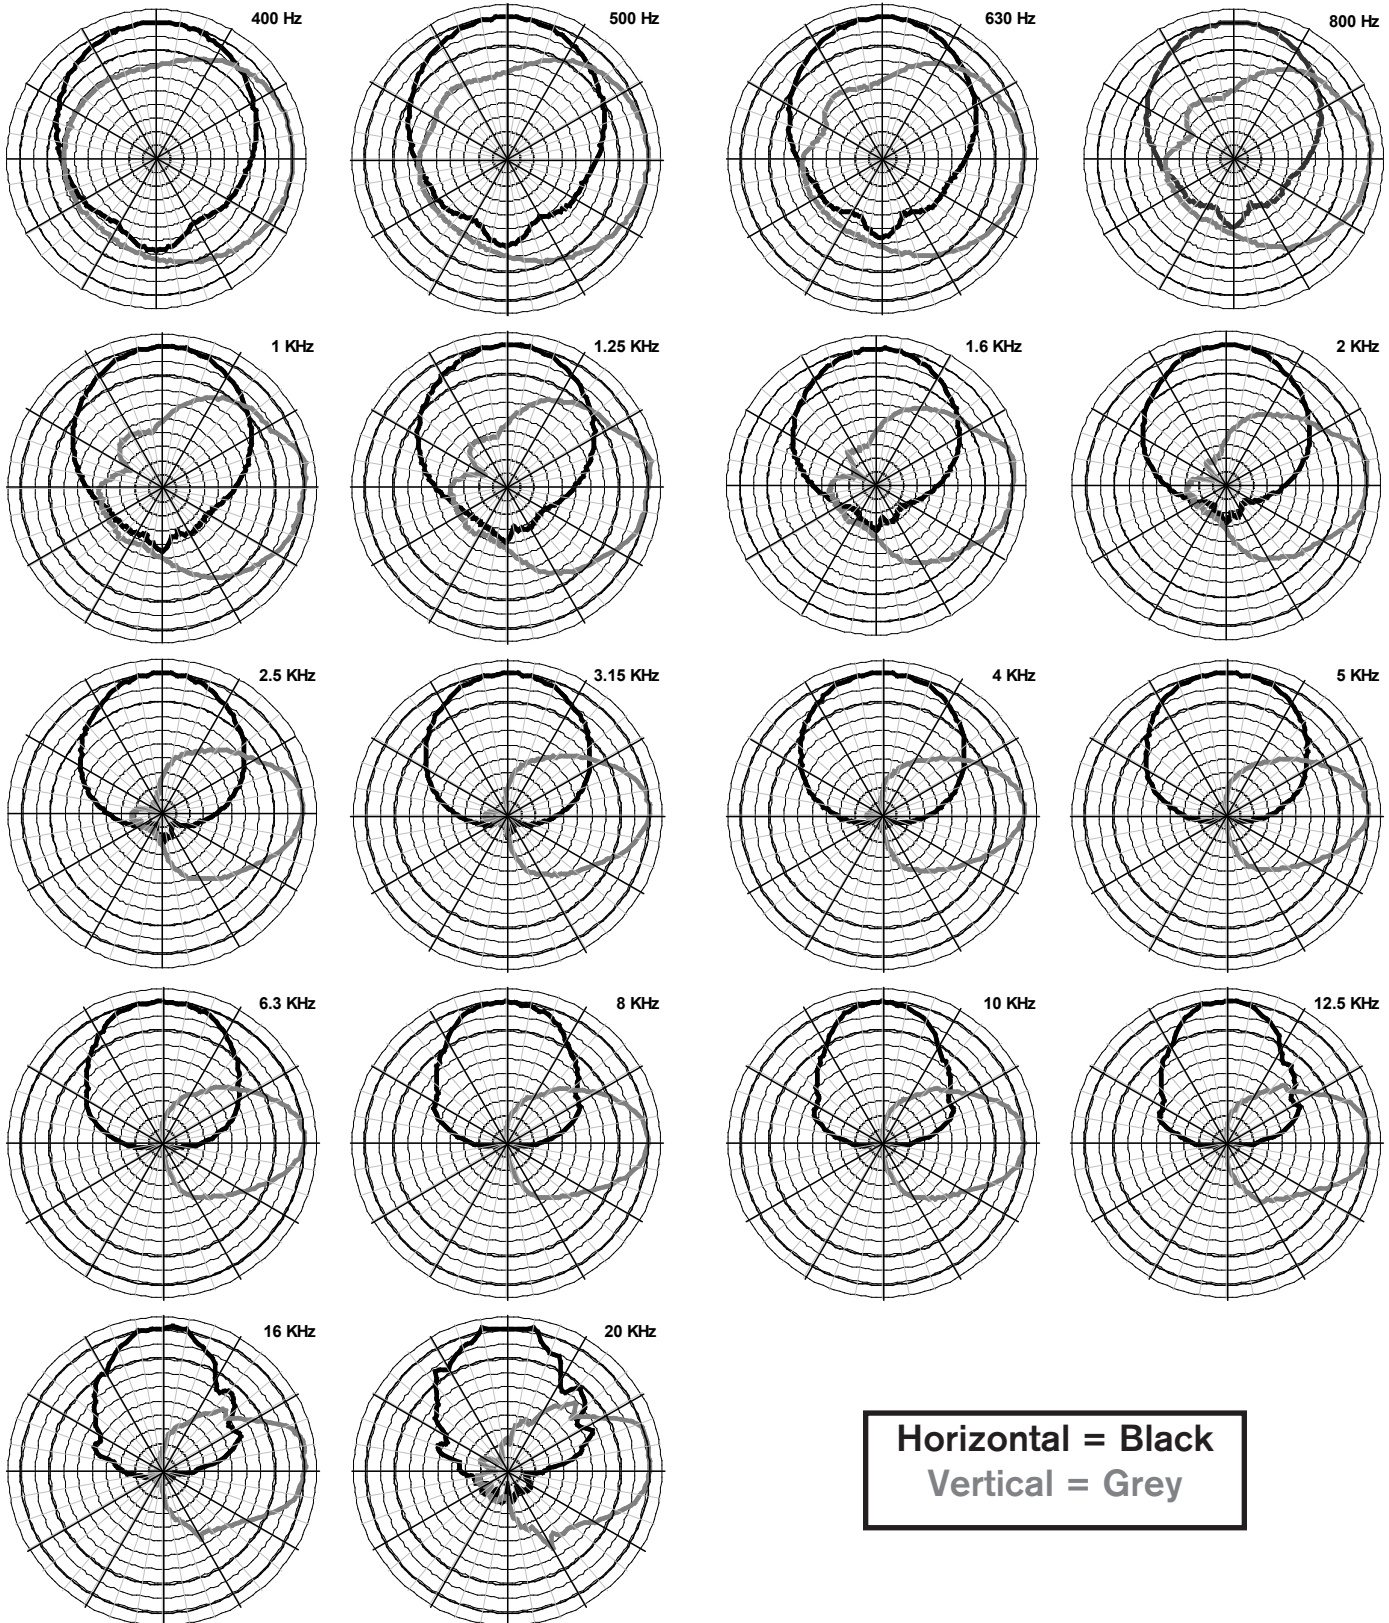 400 Hz
500 Hz
630 Hz
800 Hz
1 KHz
1.25 KHz
1.6 KHz
2 KHz
2.5 KHz
3.15 KHz
4 KHz
5 KHz
6.3 KHz
8 KHz
10 KHz
12.5 KHz
16 KHz
20 KHz
Horizontal = Black
Vertical = Grey